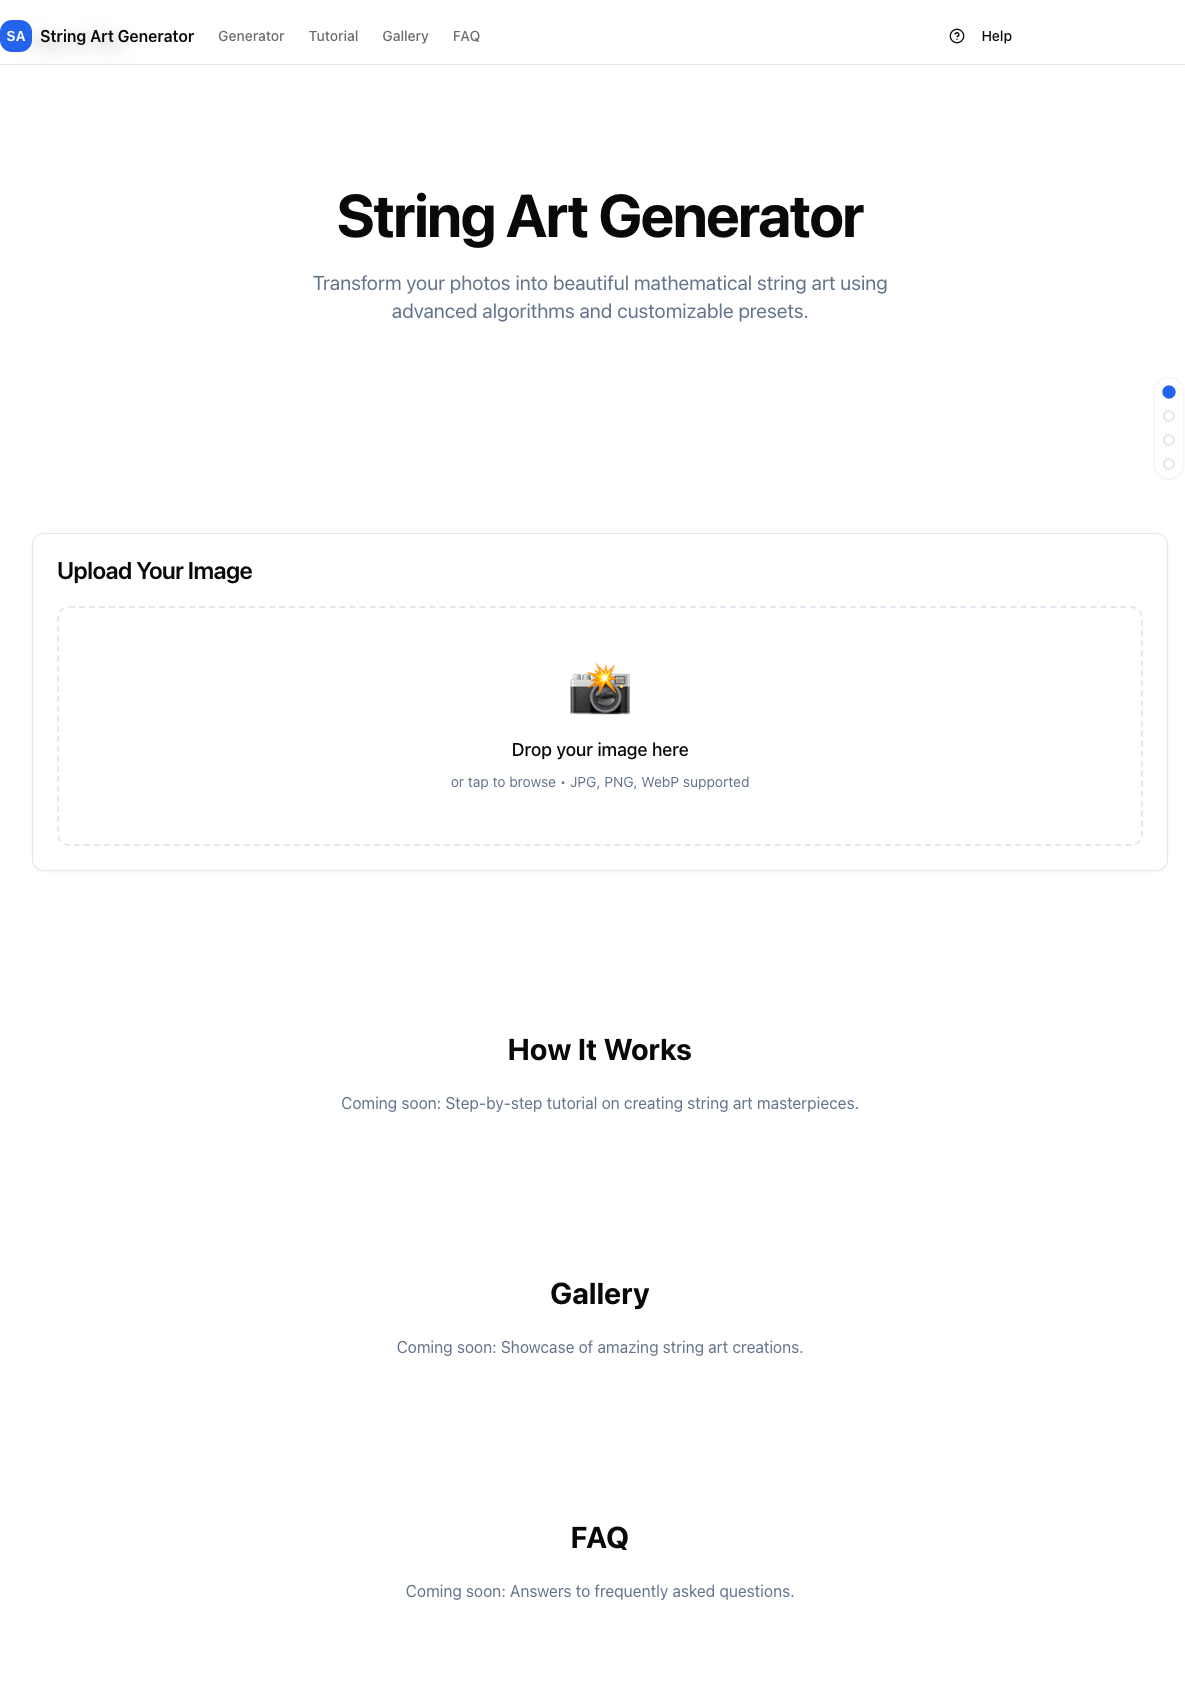 SA String Art Generator Generator Tutorial Gallery FAQ Help
String Art Generator
Transform your photos into beautiful mathematical string art using
advanced algorithms and customizable presets.
Upload Your Image
Drop your image here
or tap to browse • JPG, PNG, WebP supported
How It Works
Coming soon: Step-by-step tutorial on creating string art masterpieces.
Gallery
Coming soon: Showcase of amazing string art creations.
FAQ
Coming soon: Answers to frequently asked questions.